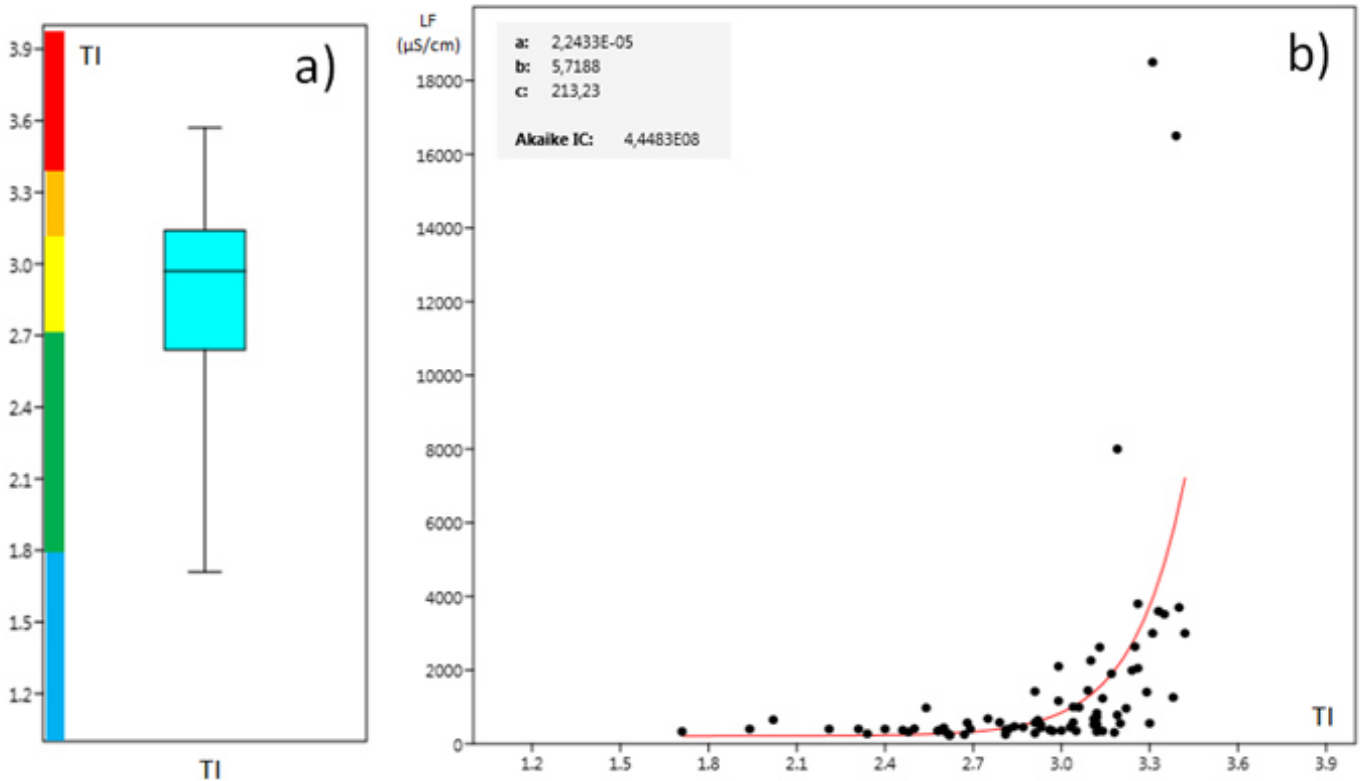 TI
a)
3.9
3.6
3.3
3.0
2.7
2.4
2.1
1.8
1.5
1.2
TI
LF
(µS/cm)
a: 2,2433E-05
b: 5,7188
c: 213,23
Akaike IC: 4,4483E08
b)
18000
16000
14000
12000
10000
8000
6000
4000
2000
0
TI
1.2 1.5 1.8 2.1 2.4 2.7 3.0 3.3 3.6 3.9